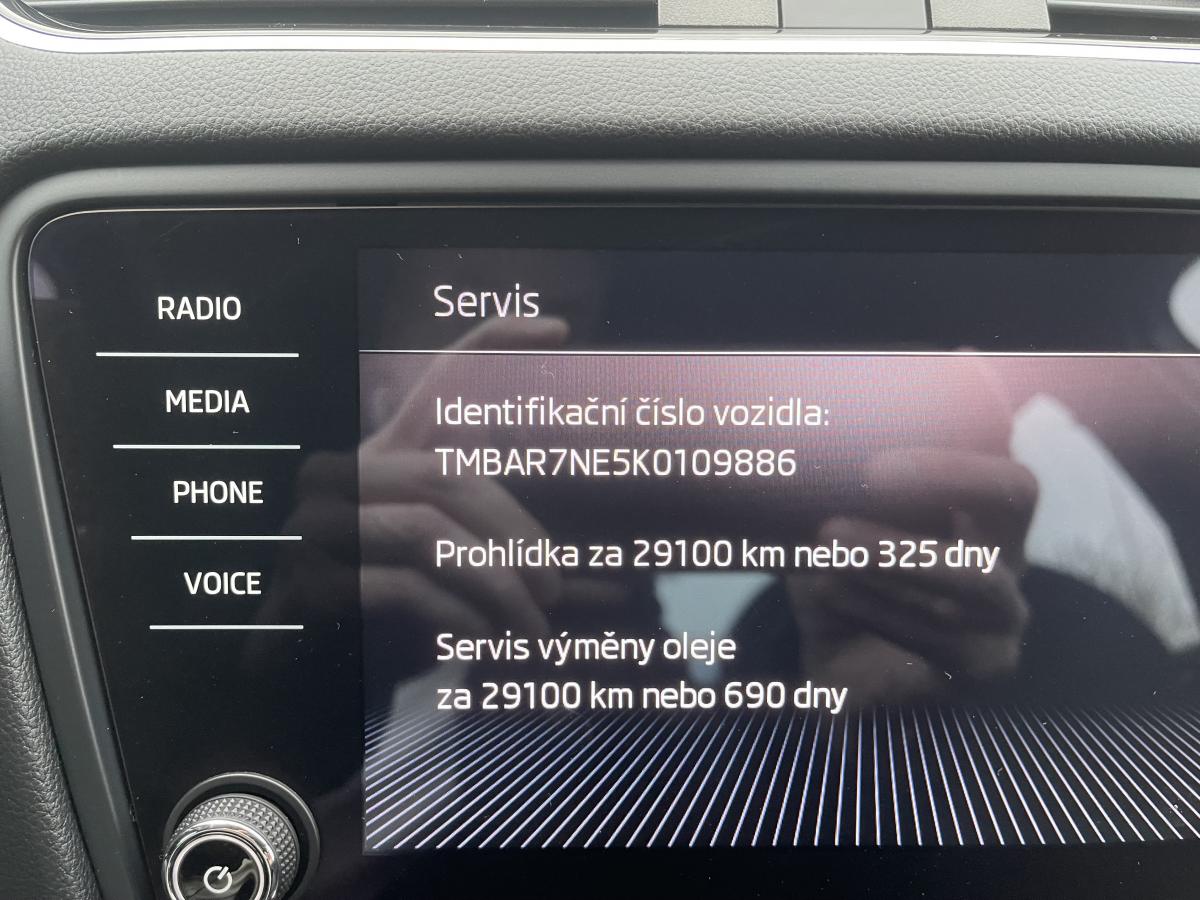 RADIO
MEDIA
PHONE
VOICE
Servis
Identifikační číslo vozidla:
TMBAR7NE5K0109886
Prohlídka za 29100 km nebo 325 dny
Servis výměny oleje
za 29100 km nebo 690 dny